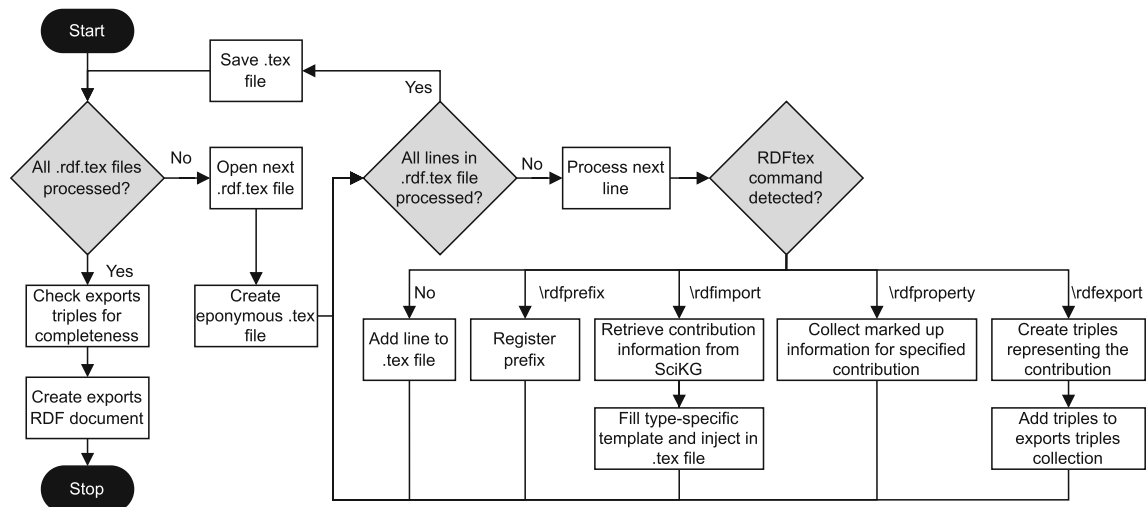 Start
Save .tex
file
Yes
All .rdf.tex files
processed?
No
Open next
.rdf.tex file
All lines in
.rdf.tex file
processed?
No
Process next
line
RDFtex
command
detected?
Yes
Check exports
triples for
completeness
Create
eponymous .tex
file
No
Add line to
.tex file
\rdfprefix
Register
prefix
\rdfimport
Retrieve contribution
information from
SciKG
\rdfproperty
Collect marked up
information for specified
contribution
\rdfexport
Create triples
representing the
contribution
Create exports
RDF document
Fill type-specific
template and inject in
.tex file
Add triples to
exports triples
collection
Stop